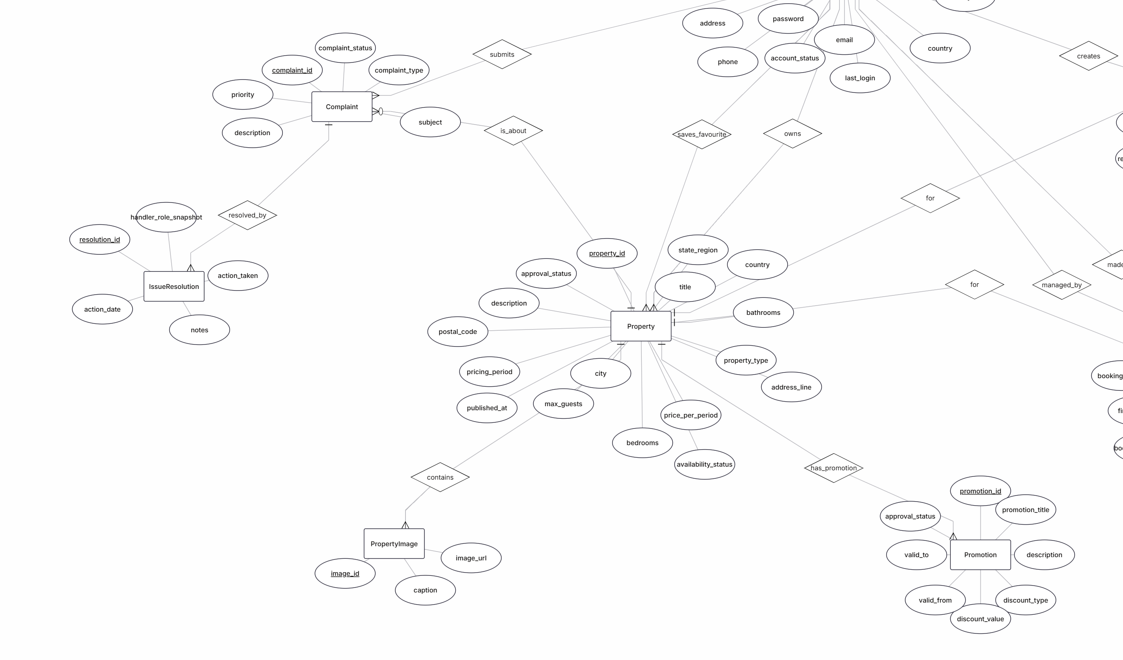 address
password
email
country
creates
complaint_status
submits
phone
account_status
last_login
complaint_id
complaint_type
priority
Complaint
subject
description
is_about
saves_favourite
owns
for
handler_role_snapshot
resolved_by
resolution_id
action_taken
IssueResolution
action_date
notes
property_id
state_region
country
approval_status
title
managed_by
for
made
description
bathrooms
postal_code
Property
property_type
pricing_period
city
address_line
published_at
max_guests
price_per_period
bedrooms
availability_status
contains
has_promotion
promotion_id
promotion_title
approval_status
PropertyImage
image_url
image_id
caption
valid_to
Promotion
description
valid_from
discount_type
discount_value
booking